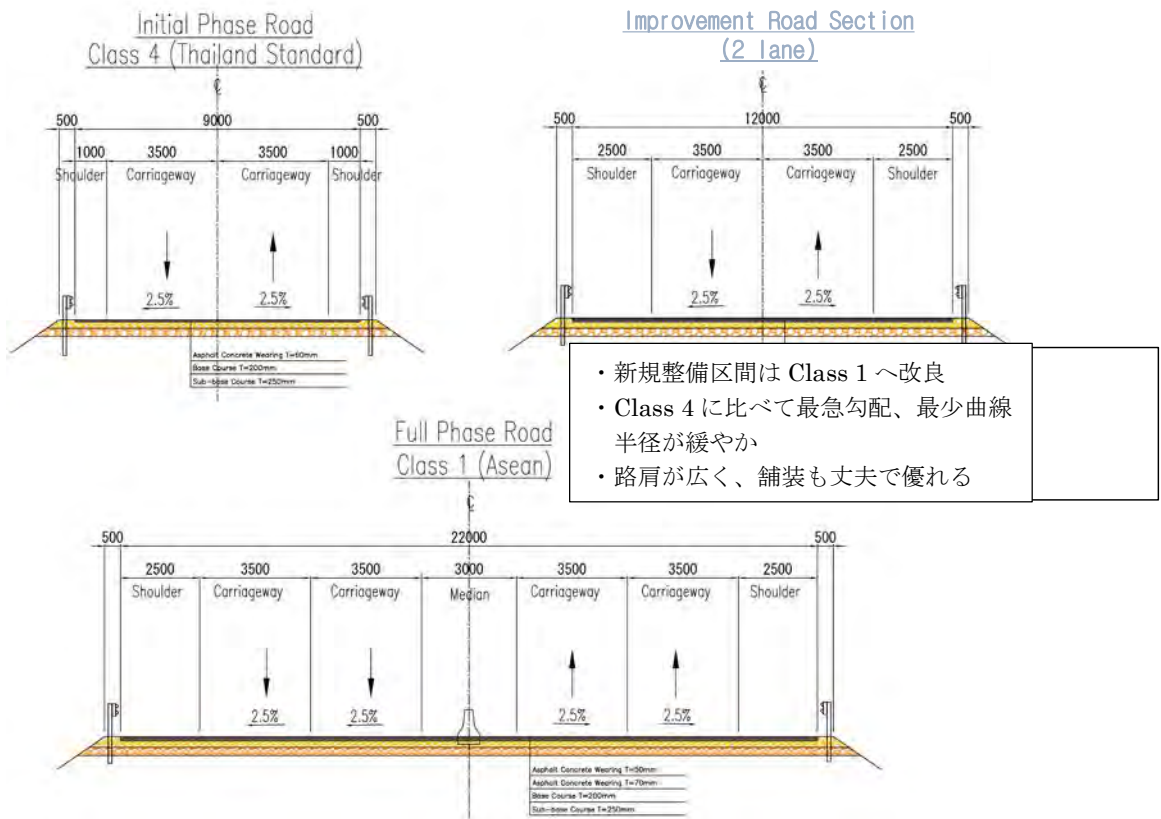 Initial Phase Road
Class 4 (Thailand Standard)
℄
500 9000 500
1000 3500 3500 1000
Shoulder Carriageway Carriageway Shoulder
2.5% 2.5%
Asphalt Concrete Wearing T=60mm
Base Course T=200mm
Sub-base Course T=250mm
Improvement Road Section
(2 lane)
℄
500 12000 500
2500 3500 3500 2500
Shoulder Carriageway Carriageway Shoulder
2.5% 2.5%
・新規整備区間は Class 1 へ改良
・Class 4 に比べて最急勾配、最少曲線
半径が緩やか
・路肩が広く、舗装も丈夫で優れる
Full Phase Road
Class 1 (Asean)
℄
500 22000 500
2500 3500 3500 3000 3500 3500 2500
Shoulder Carriageway Carriageway Median Carriageway Carriageway Shoulder
2.5% 2.5% 2.5% 2.5%
Asphalt Concrete Wearing T=50mm
Asphalt Concrete Wearing T=70mm
Base Course T=200mm
Sub-base Course T=250mm